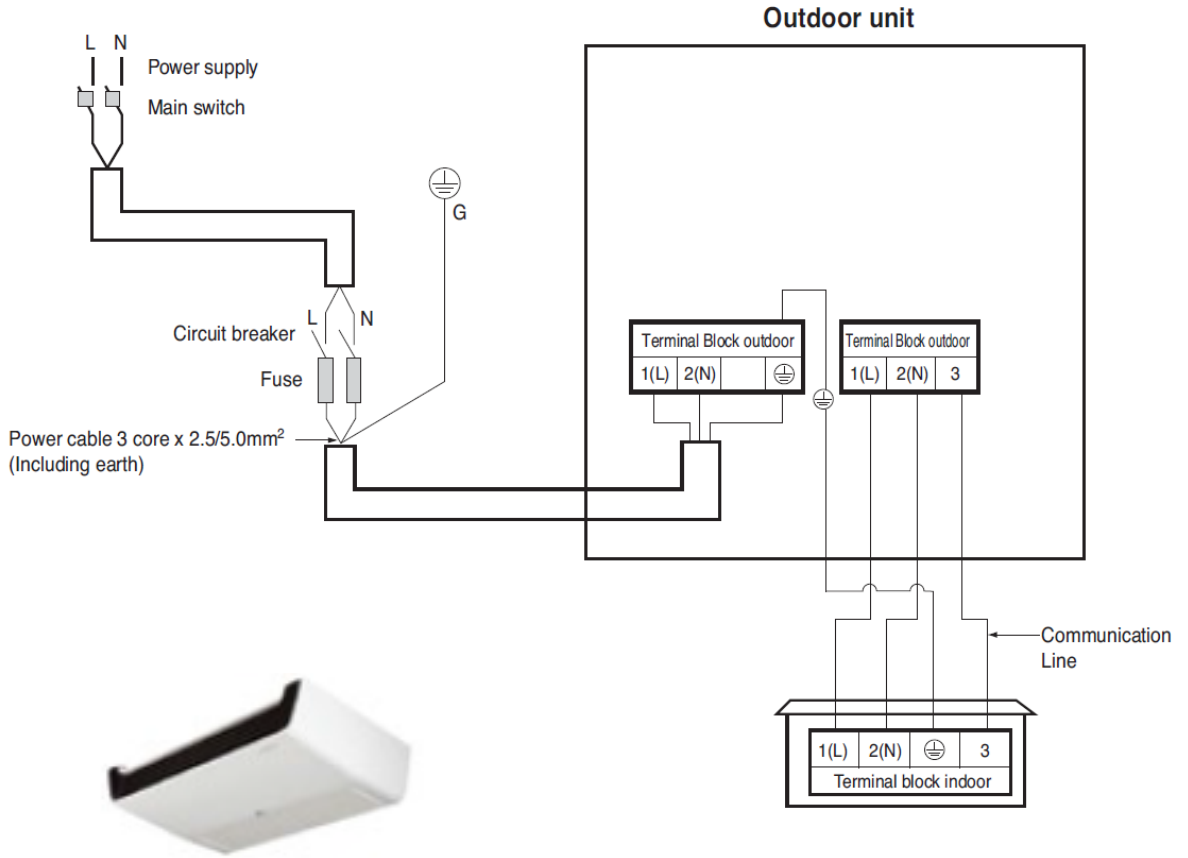 Outdoor unit
L N
Power supply
Main switch
G
L N
Circuit breaker
Fuse
Power cable 3 core x 2.5/5.0mm²
(Including earth)
Terminal Block outdoor
1(L) 2(N)
Terminal Block outdoor
1(L) 2(N) 3
Communication
Line
1(L) 2(N) 3
Terminal block indoor